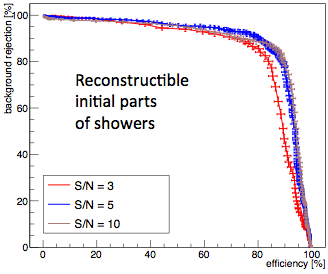 background rejection [%]
100
80
60
40
20
0
Reconstructible
initial parts
of showers
S/N = 3
S/N = 5
S/N = 10
0 20 40 60 80 100
efficiency [%]